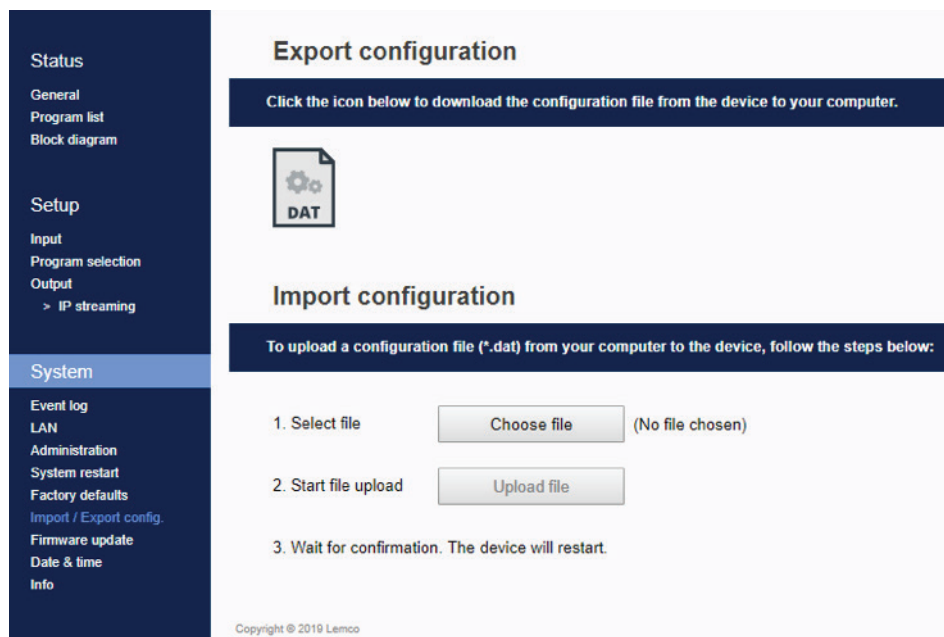 Status
General
Program list
Block diagram
Setup
Input
Program selection
Output
> IP streaming
System
Event log
LAN
Administration
System restart
Factory defaults
Import / Export config.
Firmware update
Date & time
Info
Export configuration
Click the icon below to download the configuration file from the device to your computer.
DAT
Import configuration
To upload a configuration file (*.dat) from your computer to the device, follow the steps below:
1. Select file Choose file (No file chosen)
2. Start file upload Upload file
3. Wait for confirmation. The device will restart.
Copyright © 2019 Lemco